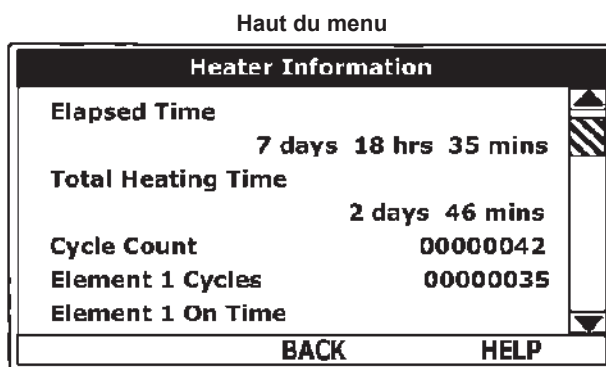 Haut du menu
Heater Information
Elapsed Time
7 days 18 hrs 35 mins
Total Heating Time
2 days 46 mins
Cycle Count 00000042
Element 1 Cycles 00000035
Element 1 On Time
BACK HELP